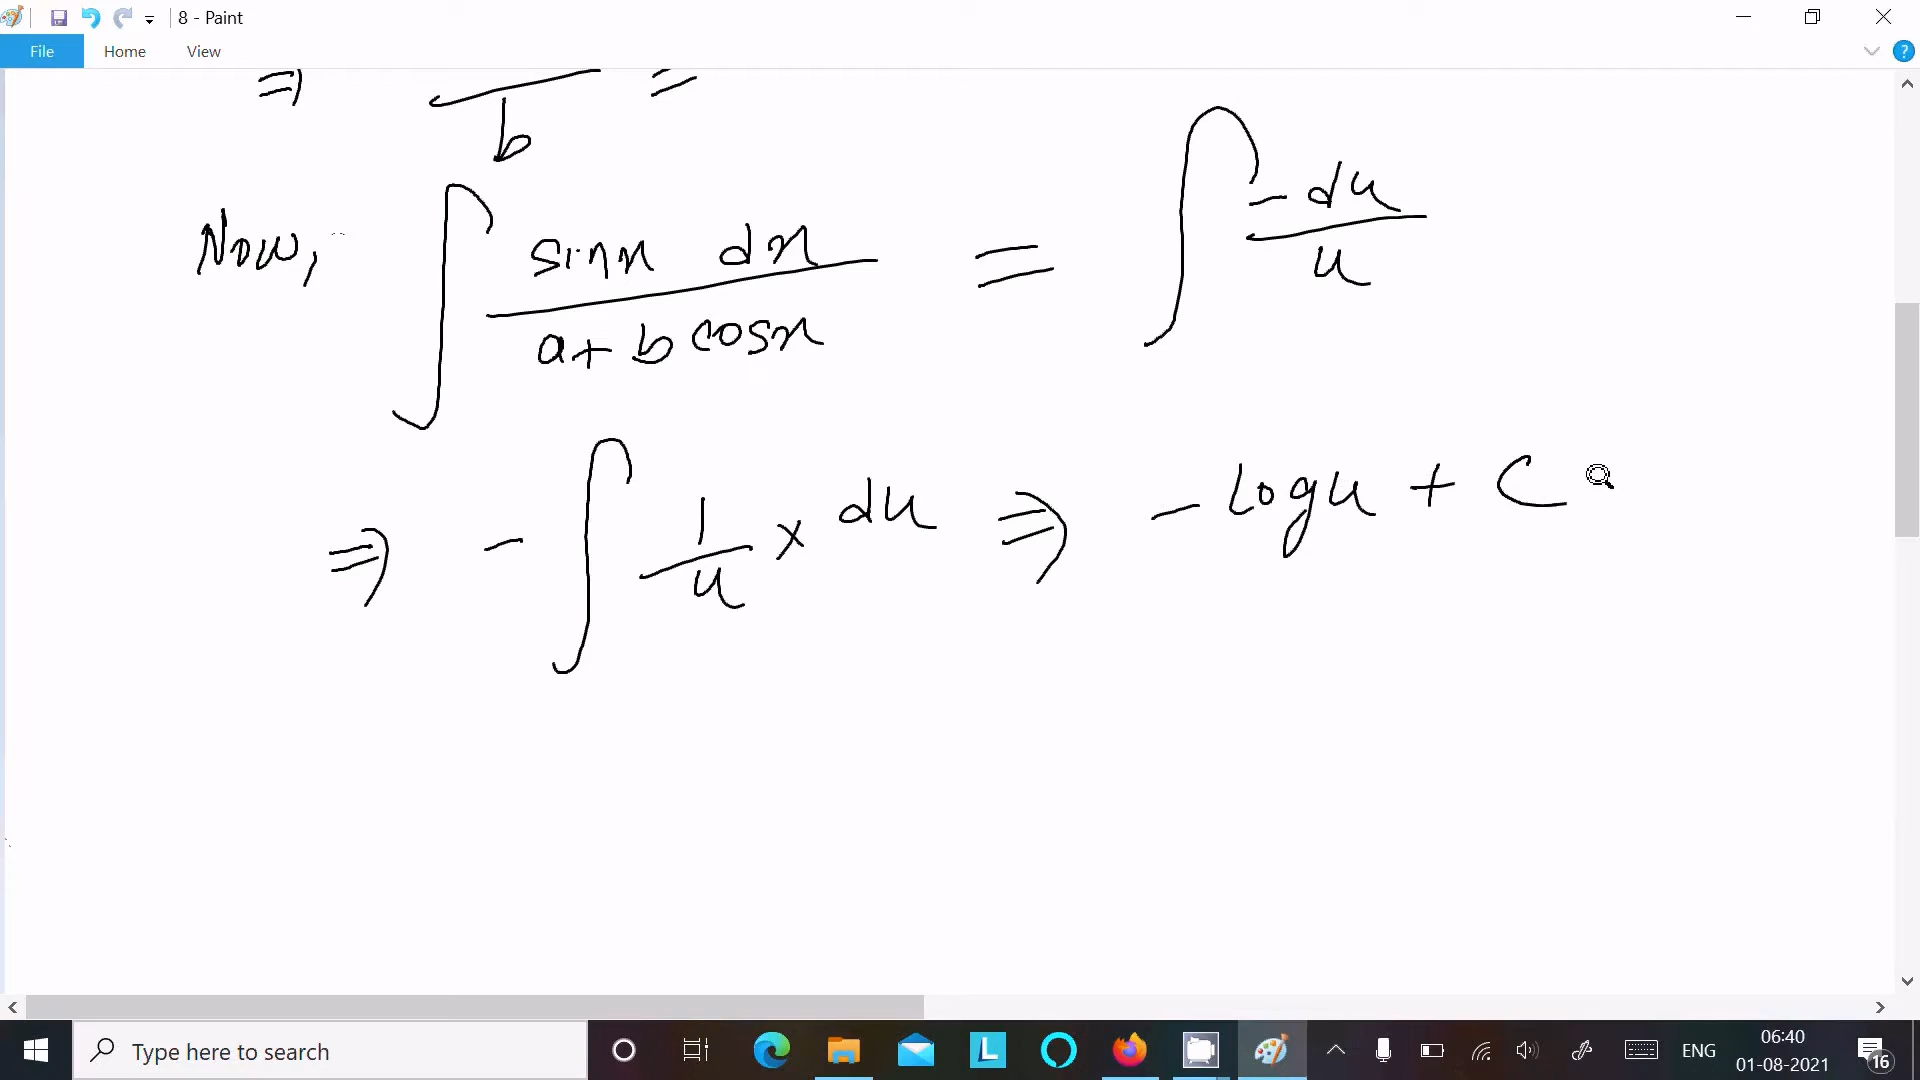 8 - Paint
File Home View ?
⇒ —/b =
Now, ∫ sinx dx / a + b cosx = ∫ - du / u
⇒ - ∫ 1/u × du ⇒ - logu + C
Type here to search
L
ENG
06:40
01-08-2021
16